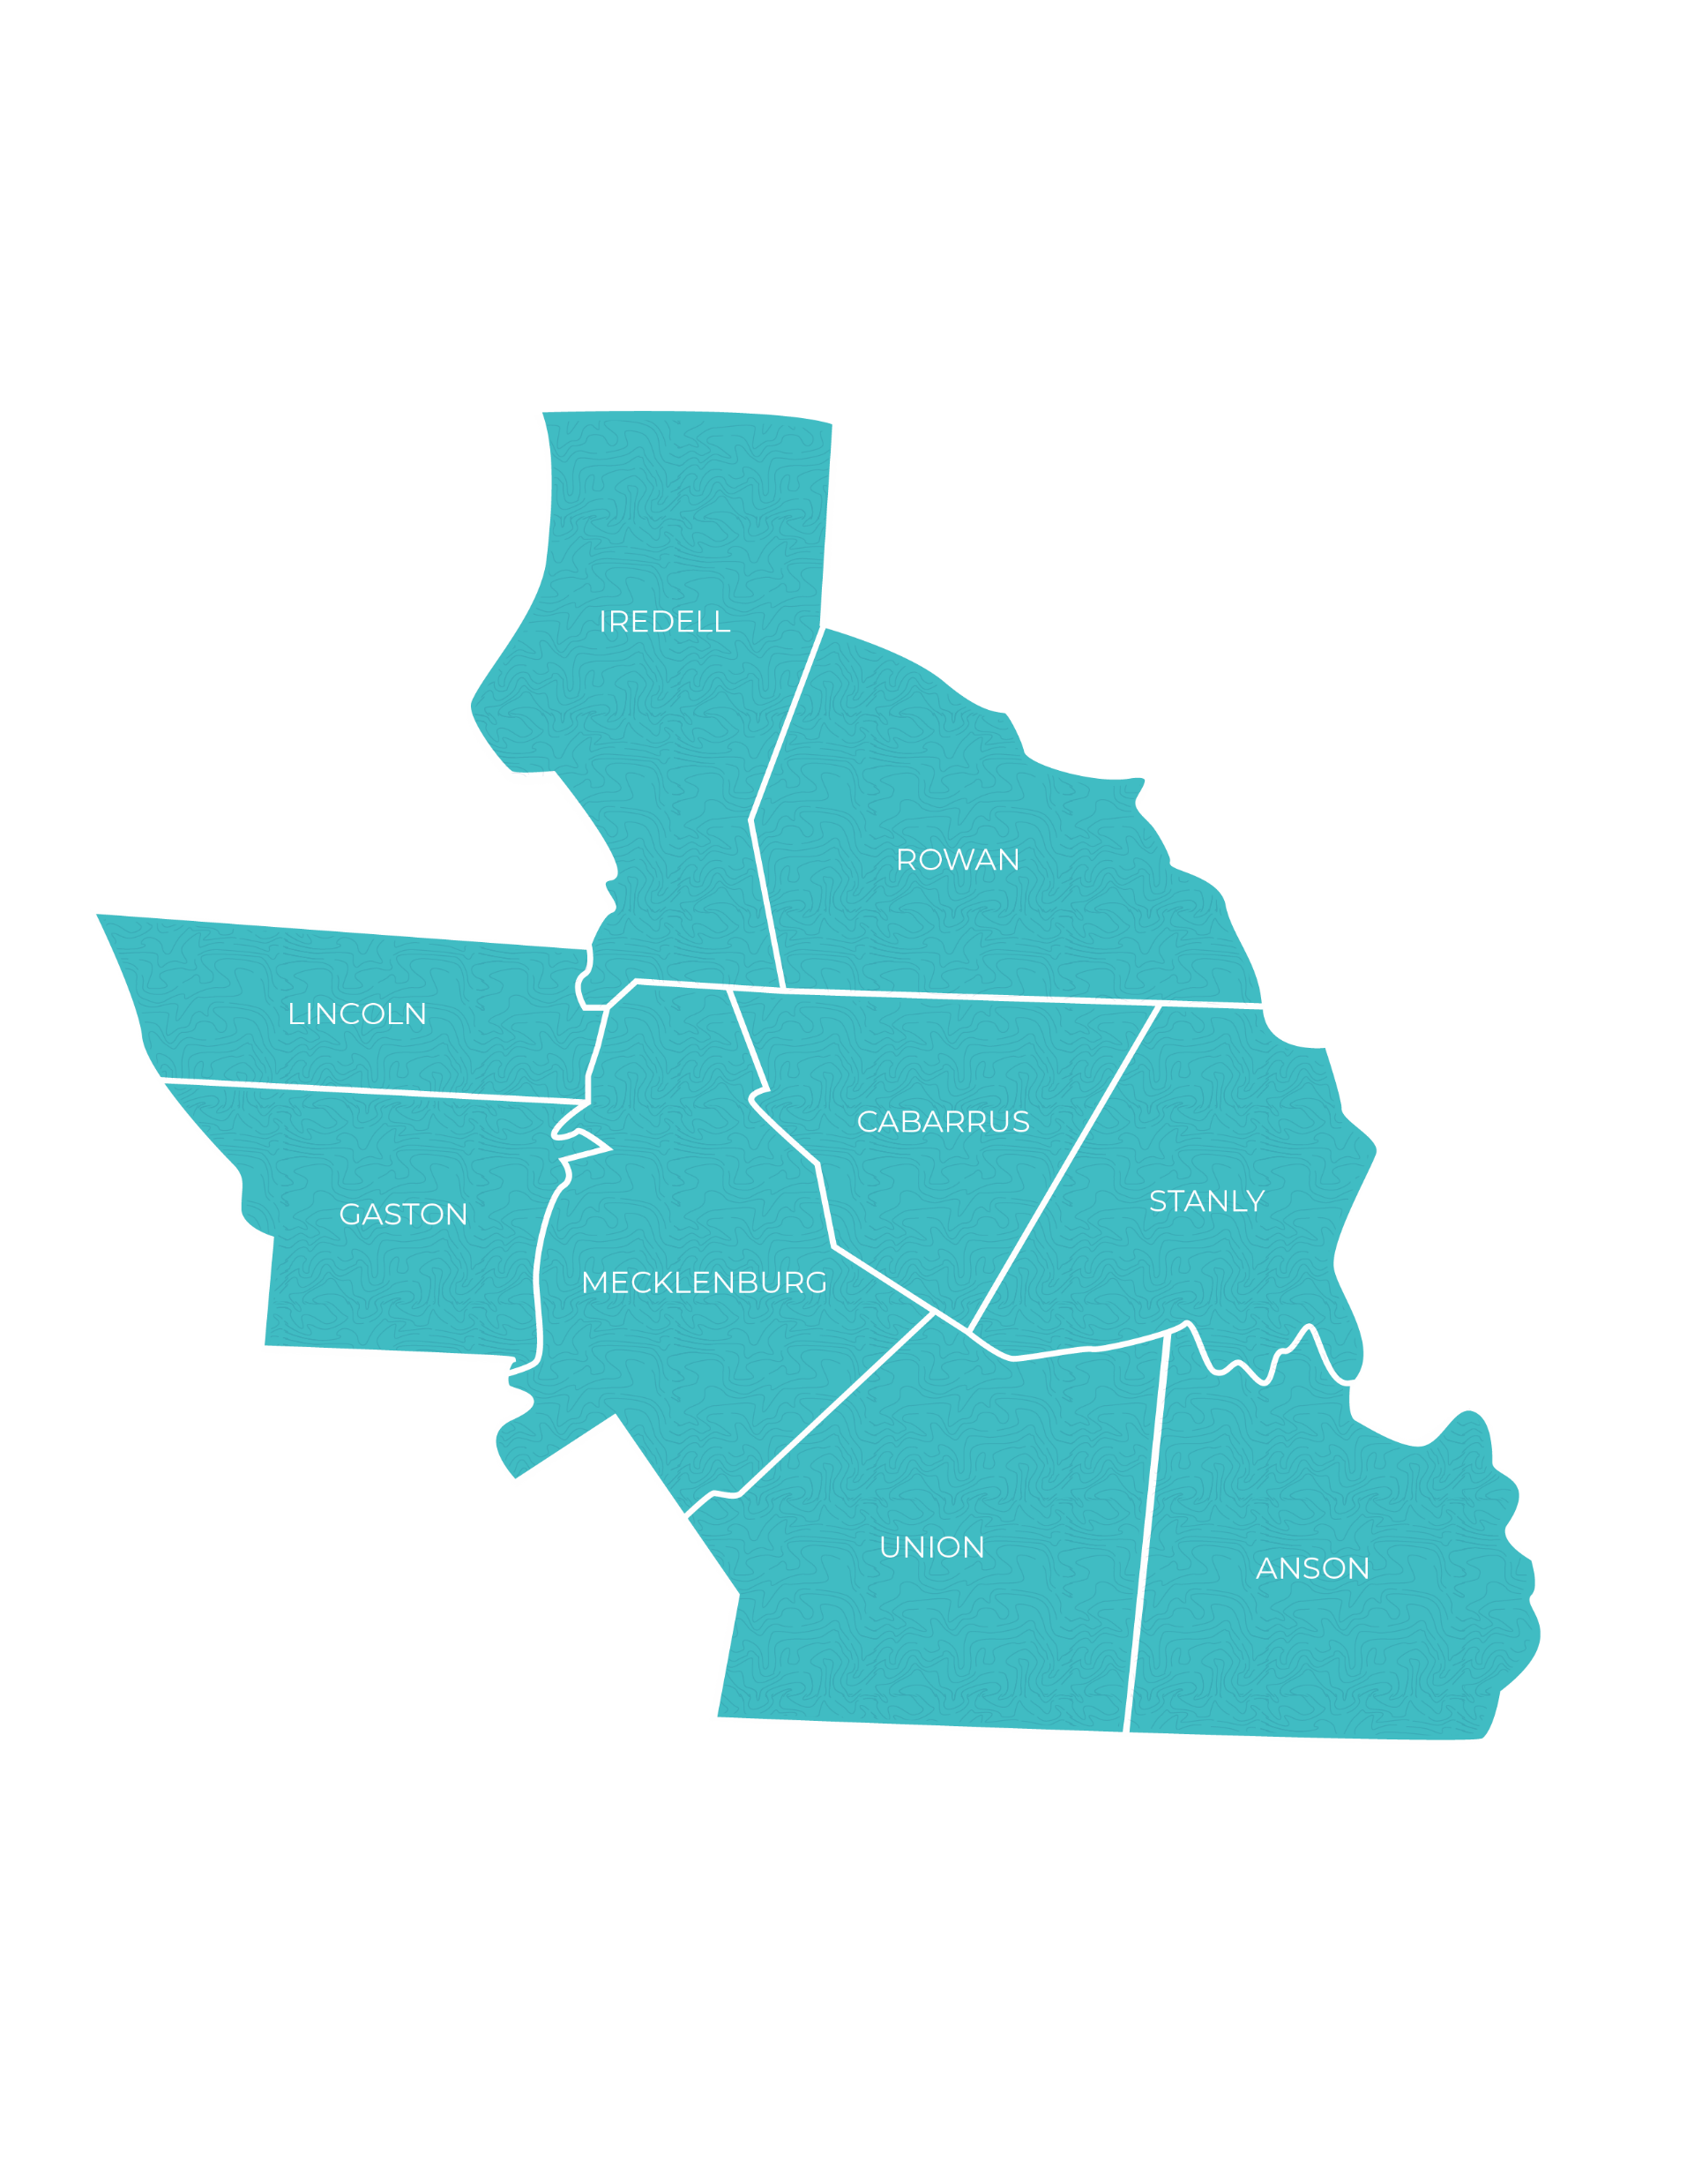 IREDELL
ROWAN
LINCOLN
CABARRUS
STANLY
GASTON
MECKLENBURG
UNION
ANSON